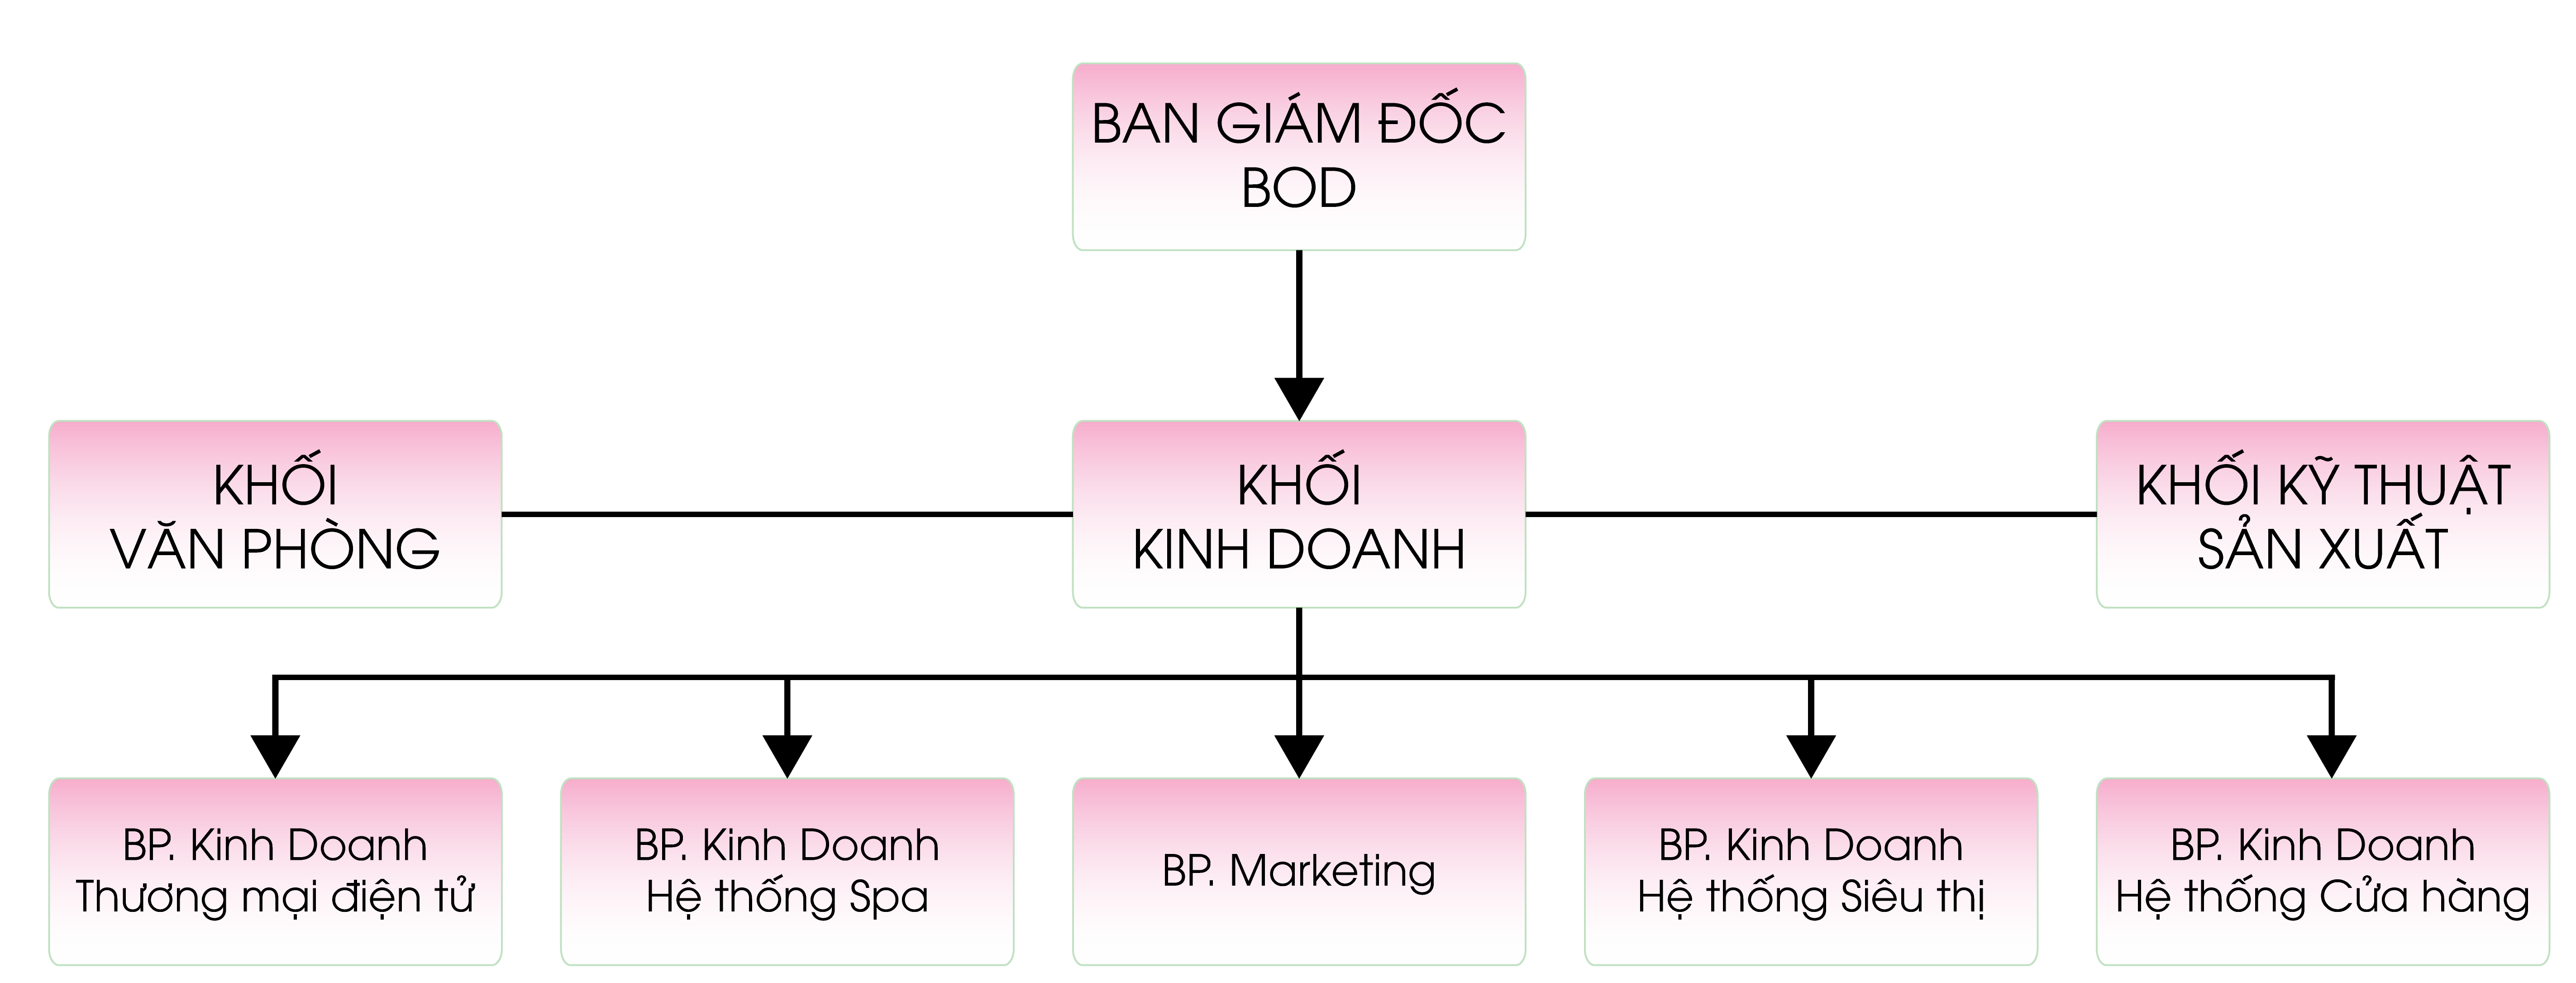 BAN GIÁM ĐỐC
BOD
KHỐI
VĂN PHÒNG
KHỐI
KINH DOANH
KHỐI KỸ THUẬT
SẢN XUẤT
BP. Kinh Doanh
Thương mại điện tử
BP. Kinh Doanh
Hệ thống Spa
BP. Marketing
BP. Kinh Doanh
Hệ thống Siêu thị
BP. Kinh Doanh
Hệ thống Cửa hàng